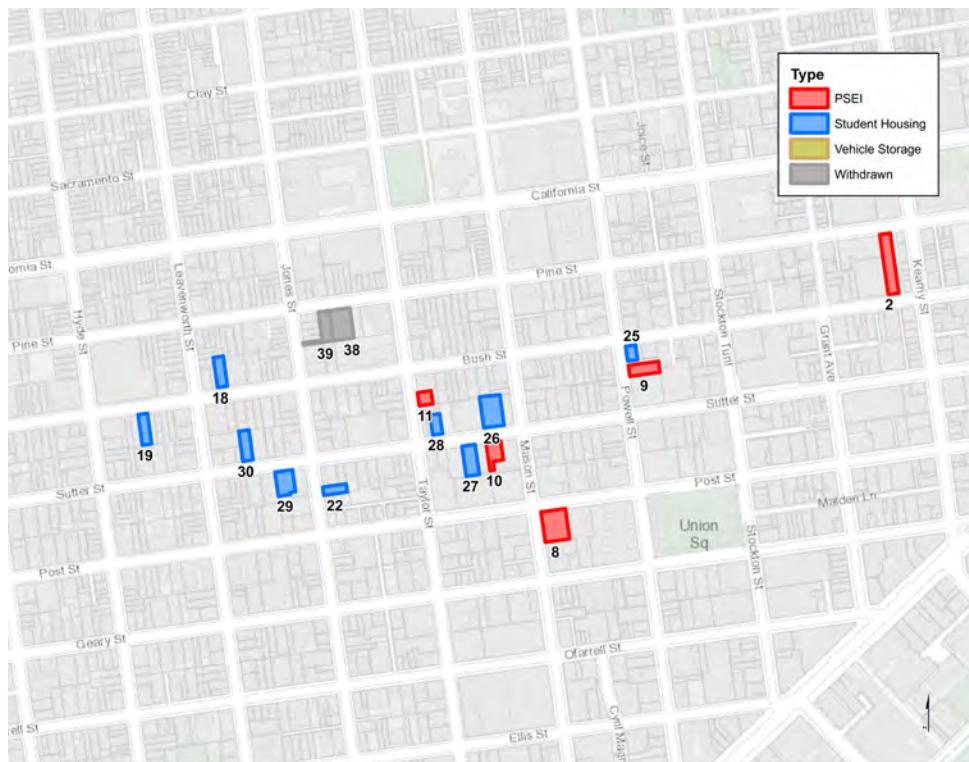 Type
PSEI
Student Housing
Vehicle Storage
Withdrawn
Clay St
Joice St
Sacramento St
California St
ornia St
Pine St
Kearny St
Leavenworth St
Jones St
Hyde St
Stockton Tunl
Grant Ave
2
Pine St
39
38
25
Bush St
9
18
11
Powell St
Sutter St
28
26
19
30
Mason St
27
10
Sutter St
29
22
Taylor St
Post St
Maiden Ln
Union
Sq
8
Stockton St
Post St
Geary St
Ofarrell St
Cyril Magn
rell St
Ellis St